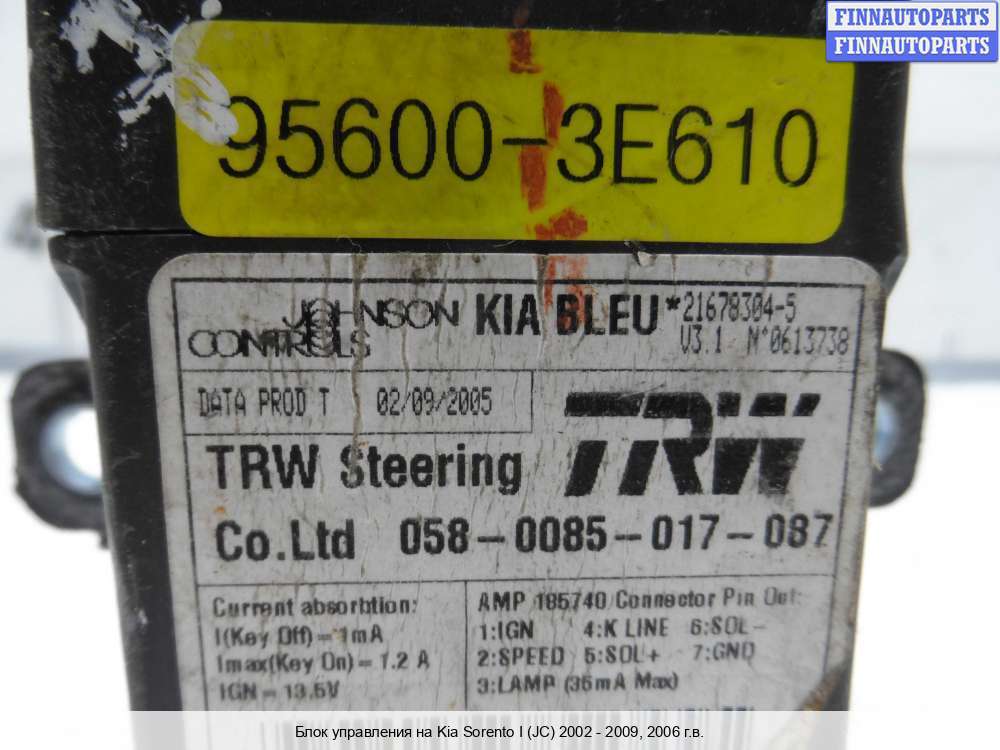 FINNAUTOPARTS
FINNAUTOPARTS
95600-3E610
JOHNSON
CONTROLS
KIA BLEU*21678304-5
V3.1 N°0613738
DATA PROD T 02/09/2005
TRW
TRW Steering
Co.Ltd 058-0085-017-087
Current absorbtion:
I(Key Off)=1mA
Imax(Key On)=1.2 A
IGN=13.5V
AMP 185740 Connector Pin Out:
1:IGN 4:K LINE 6:SOL-
2:SPEED 5:SOL+ 7:GND
3:LAMP (35mA Max)
Блок управления на Kia Sorento I (JC) 2002 - 2009, 2006 г.в.